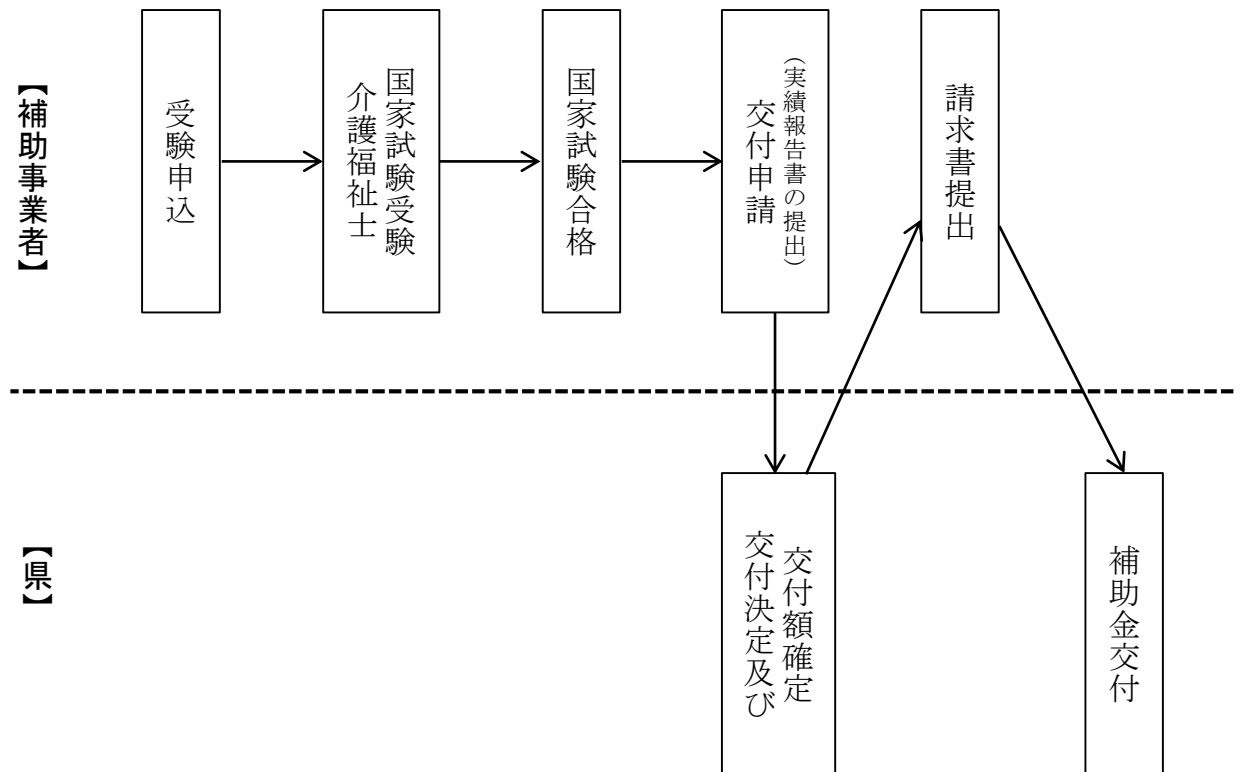 【補助事業者】
受験申込
介護福祉士
国家試験受験
国家試験合格
交付申請
（実績報告書の提出）
請求書提出
【県】
交付決定及び
交付額確定
補助金交付